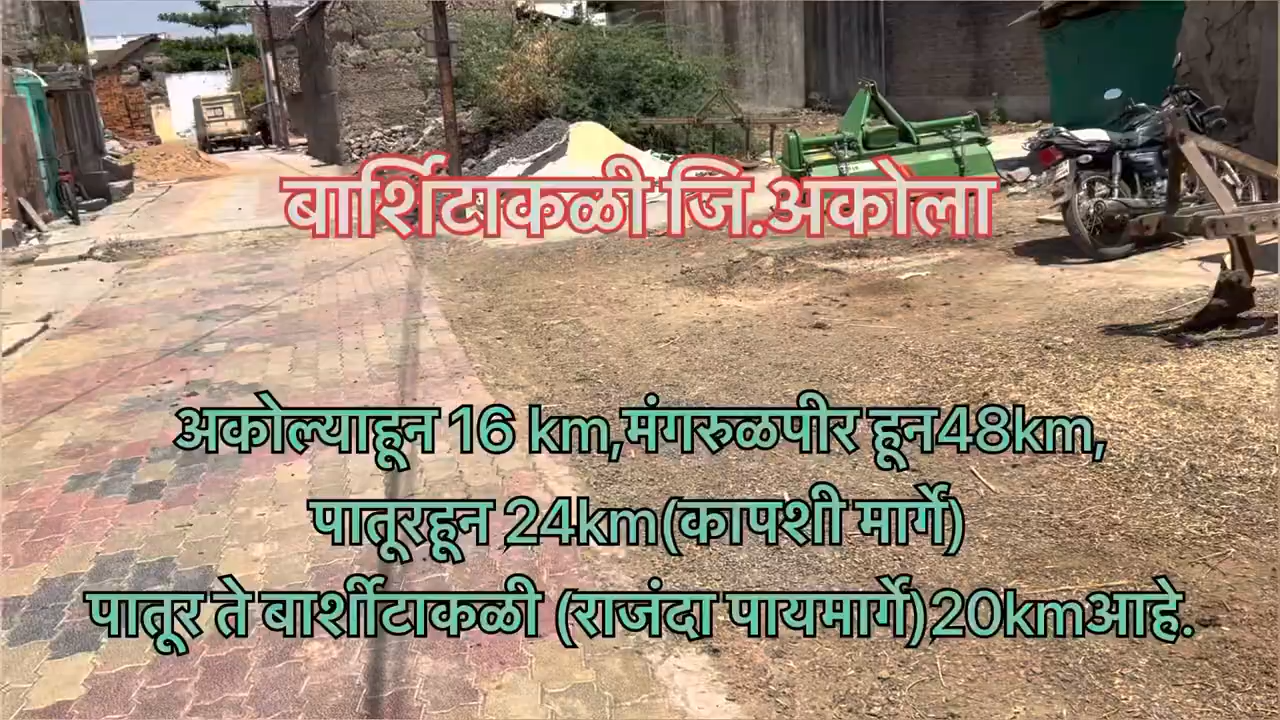 बार्शिटाकळी जि.अकोला
अकोल्याहून 16 km,मंगरुळपीर हून48km,
पातूरहून 24km(कापशी मार्गे)
पातूर ते बार्शीटाकळी (राजंदा पायमार्गे)20kmआहे.